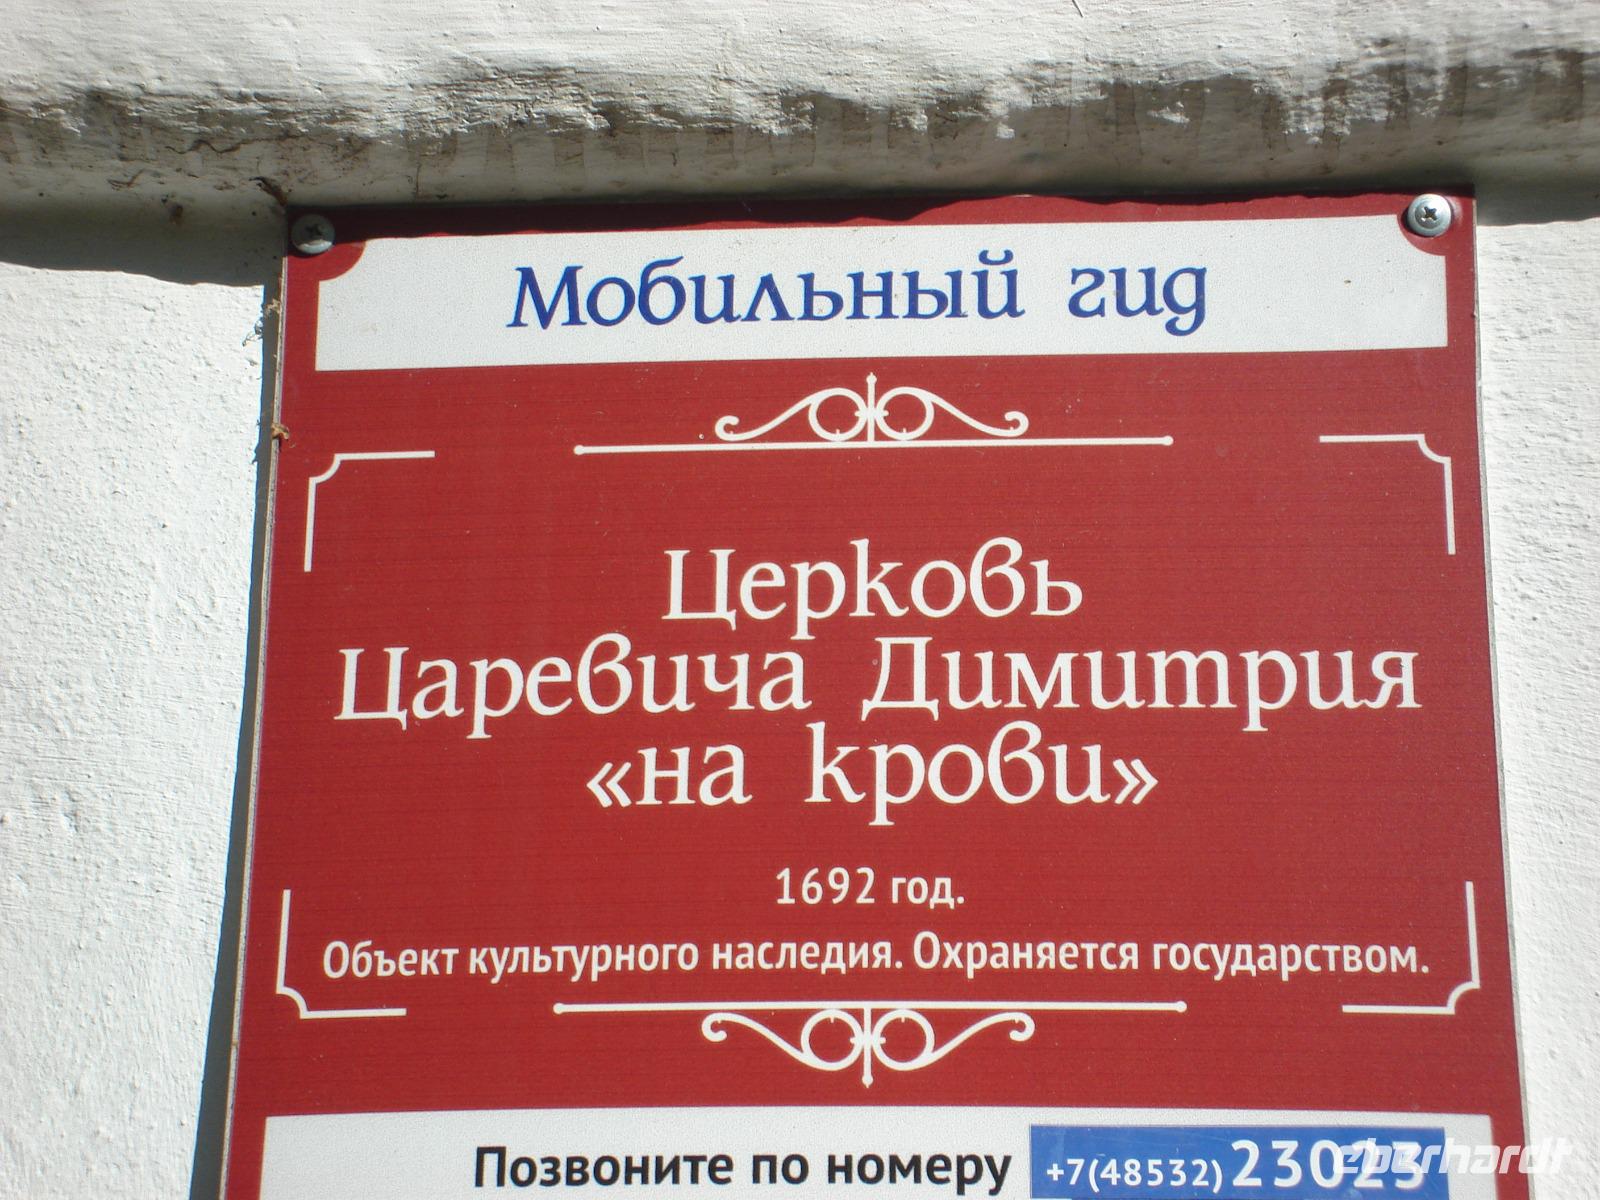 Мобильный гид
Церковь
Царевича Димитрия
«на крови»
1692 год.
Объект культурного наследия. Охраняется государством.
Позвоните по номеру +7(48532)23023
eberhardt